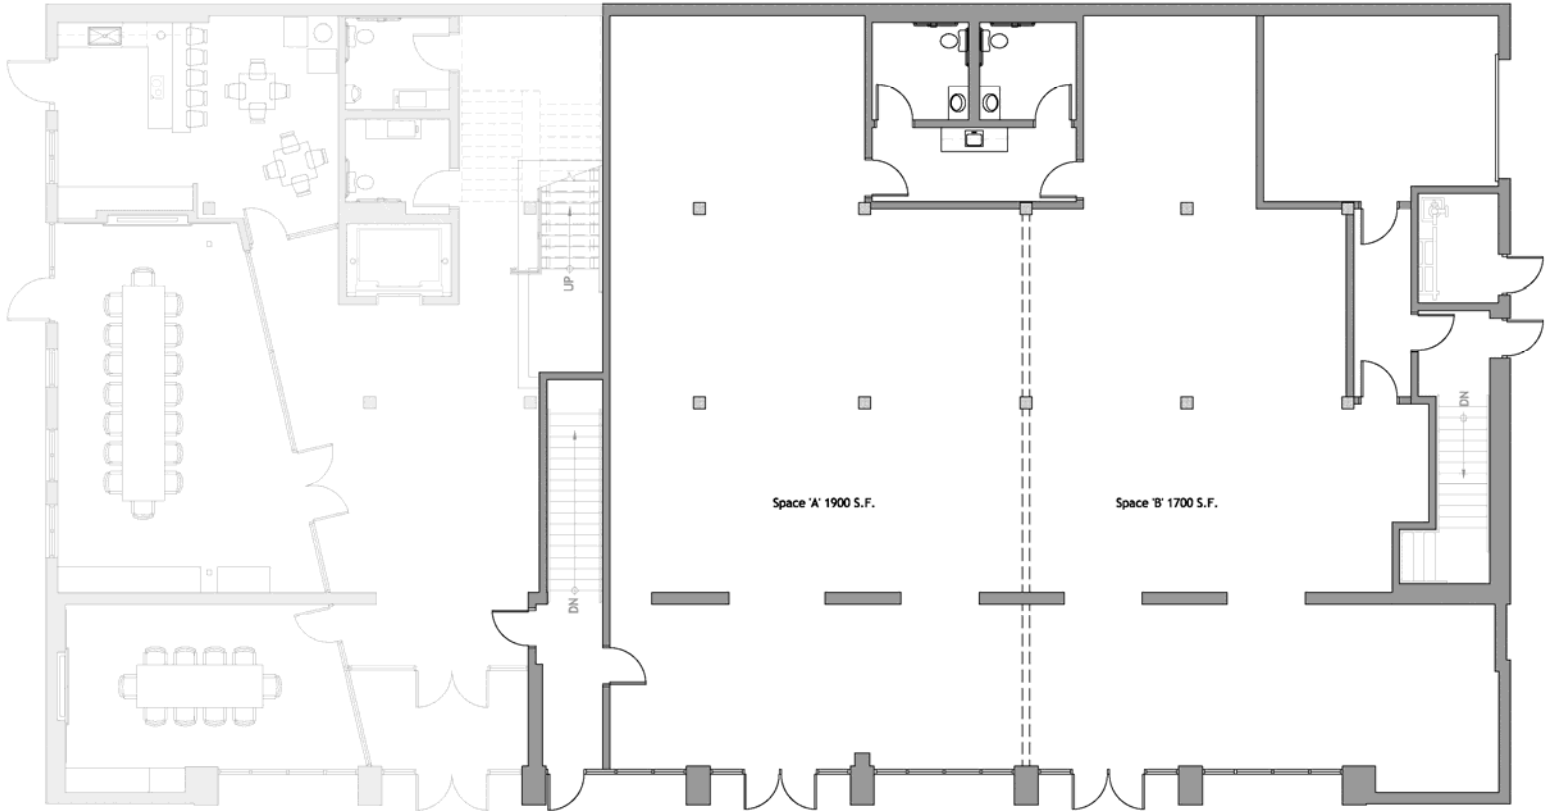 UP
DN
Space 'A' 1900 S.F.
Space 'B' 1700 S.F.
DN